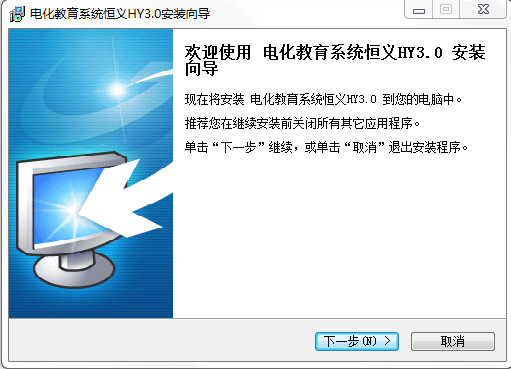 电化教育系统恒义HY3.0安装向导
欢迎使用 电化教育系统恒义HY3.0 安装
向导
现在将安装 电化教育系统恒义HY3.0 到您的电脑中。
推荐您在继续安装前关闭所有其它应用程序。
单击“下一步”继续，或单击“取消”退出安装程序。
下一步(N) >
取消